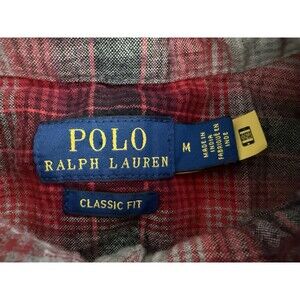 POLO
RALPH LAUREN
M
MADE IN
INDIA
FABRIQUÉ EN
INDE
CLASSIC FIT